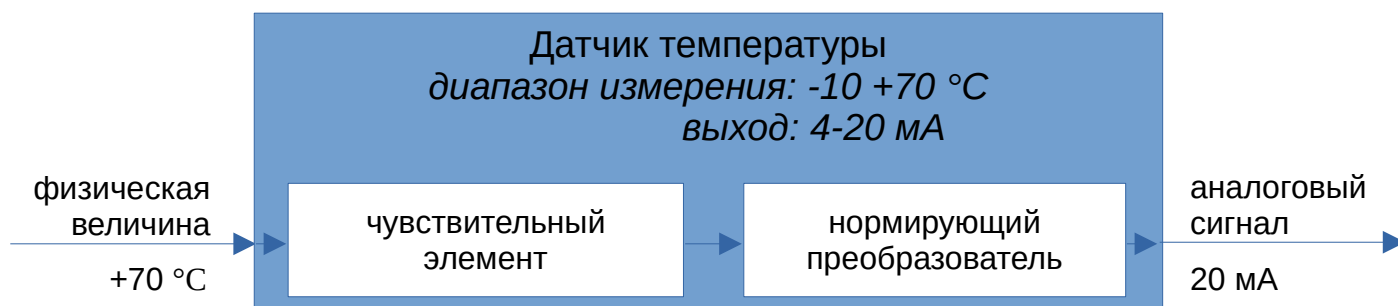 Датчик температуры
диапазон измерения: -10 +70 °C
выход: 4-20 мА
физическая
величина
+70 °C
чувствительный
элемент
нормирующий
преобразователь
аналоговый
сигнал
20 мА